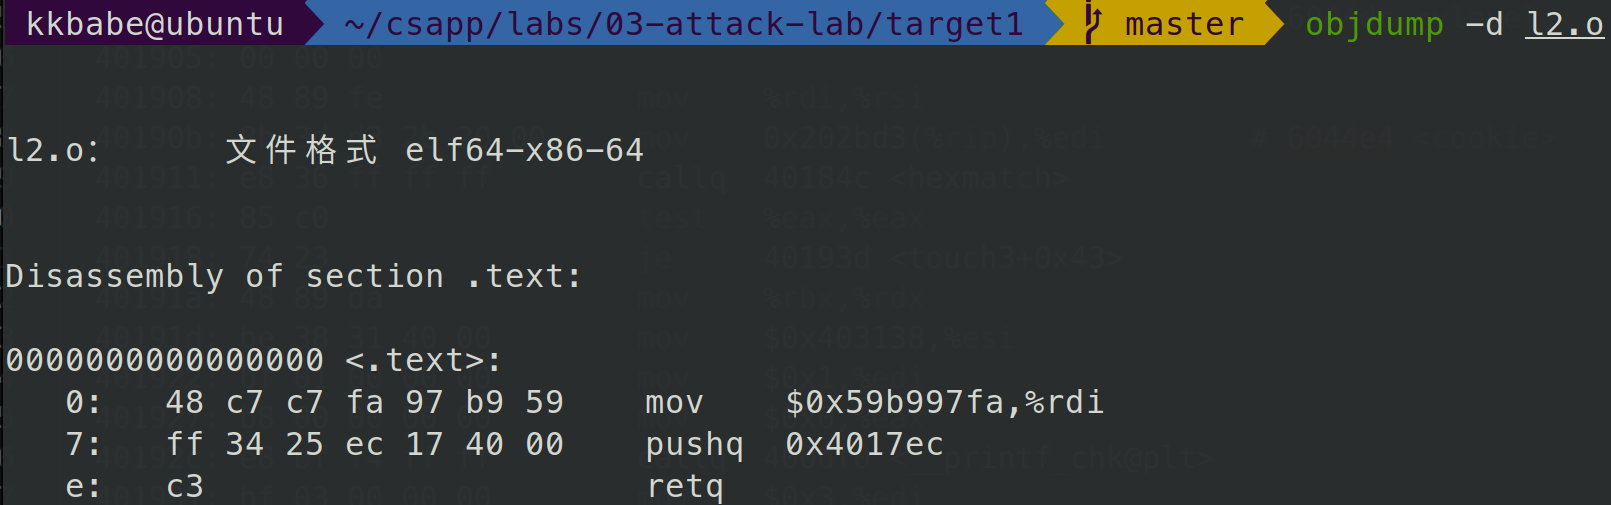 kkbabe@ubuntu ~/csapp/labs/03-attack-lab/target1 master objdump -d l2.o
l2.o： 文件格式 elf64-x86-64
Disassembly of section .text:
0000000000000000 <.text>:
0: 48 c7 c7 fa 97 b9 59 mov $0x59b997fa,%rdi
7: ff 34 25 ec 17 40 00 pushq 0x4017ec
e: c3 retq